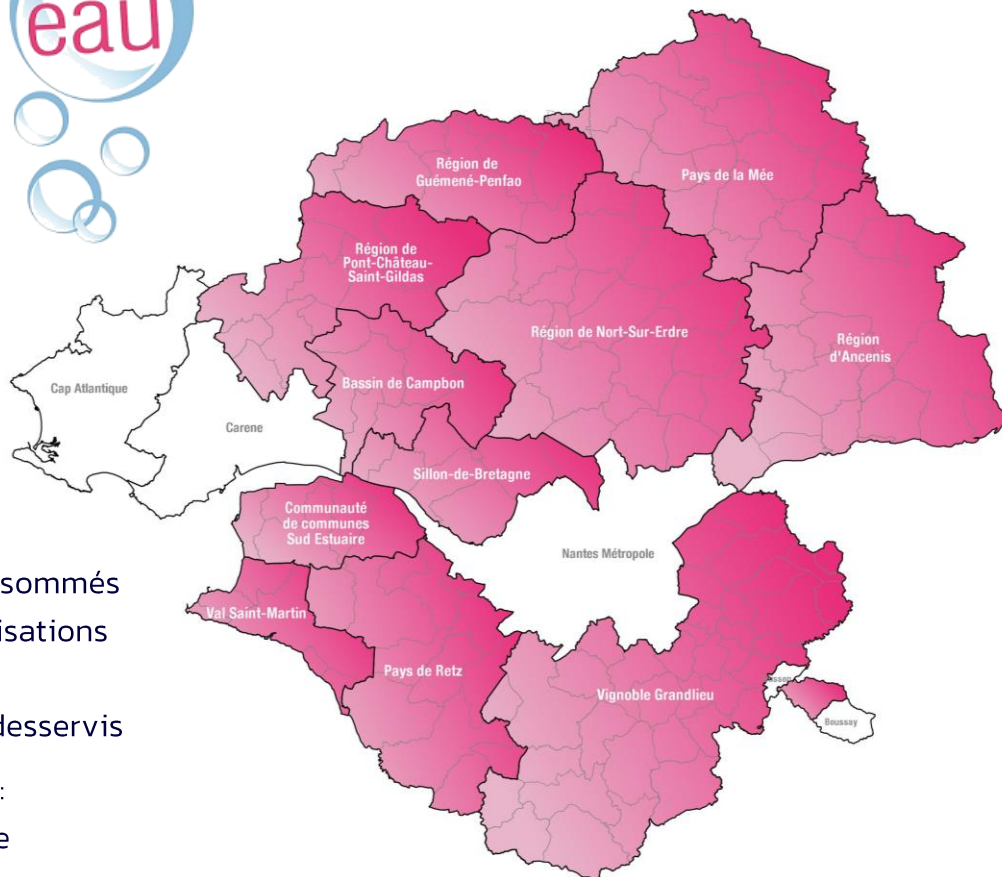 eau
Pays de la Mée
Région de
Guémené-Penfao
Région de
Pont-Château-
Saint-Gildas
Région de Nort-Sur-Erdre
Région
d'Ancenis
Cap Atlantique
Bassin de Campbon
Carene
Sillon-de-Bretagne
Communauté
de communes
Sud Estuaire
Nantes Métropole
sommés
Val Saint-Martin
isations
Pays de Retz
Vignoble Grandlieu
Boussay
desservis
:
e